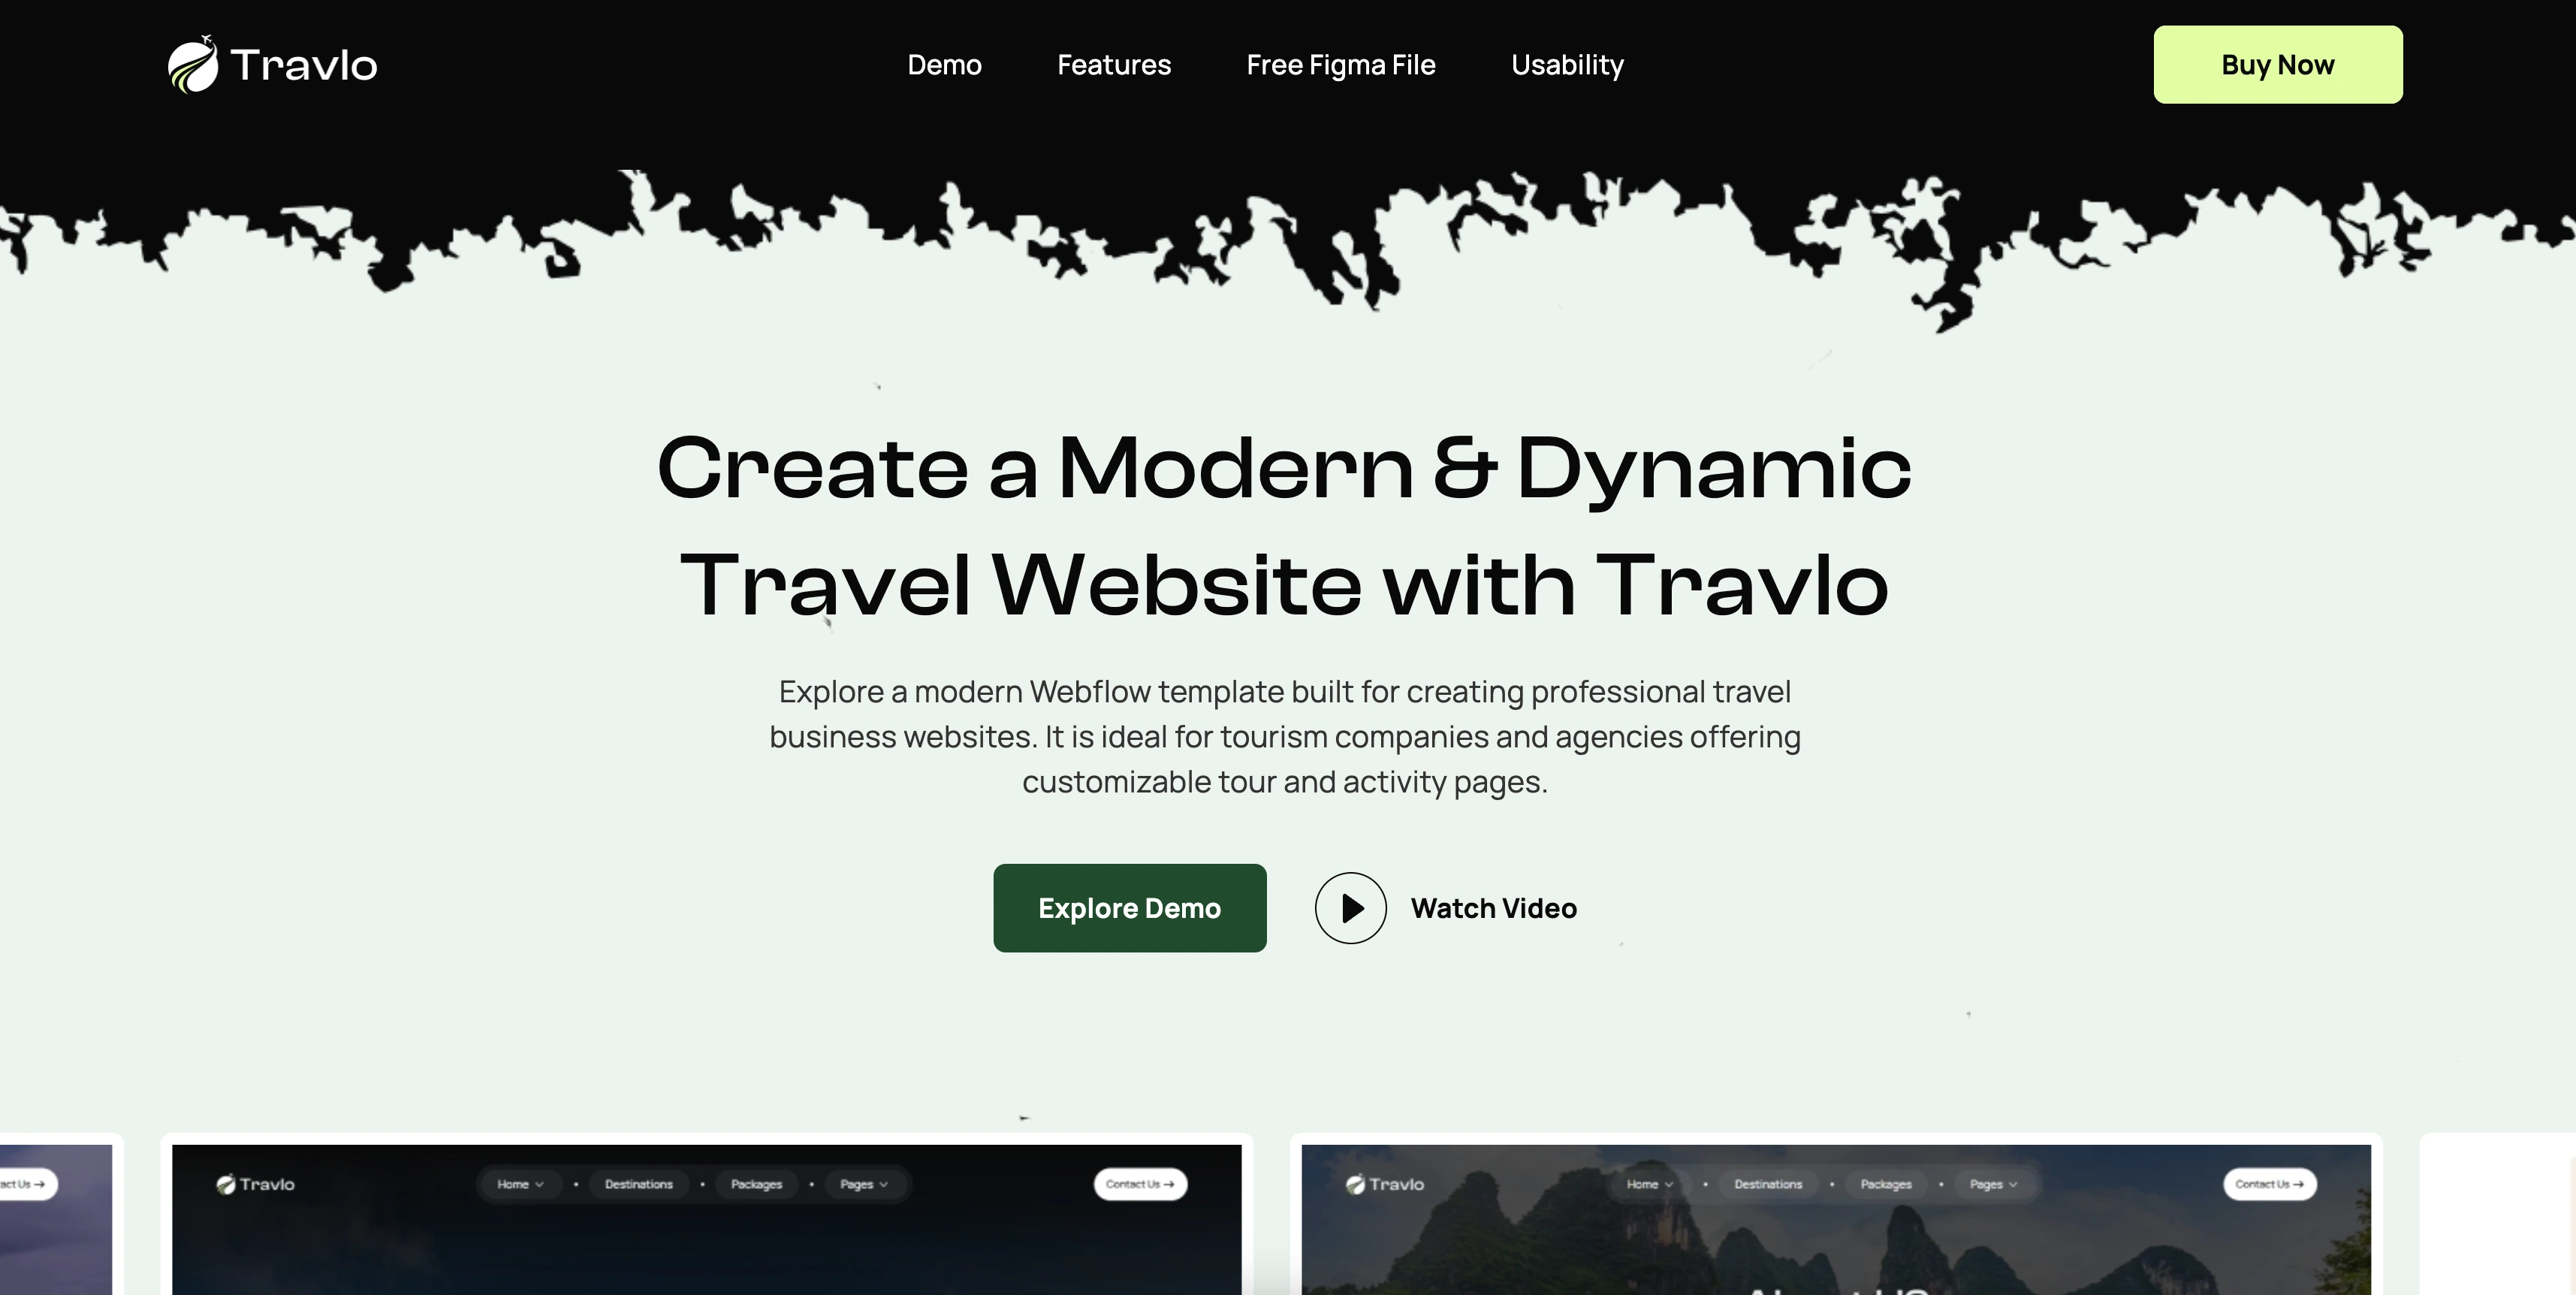 Travlo
Demo
Features
Free Figma File
Usability
Buy Now
Create a Modern & Dynamic
Travel Website with Travlo
Explore a modern Webflow template built for creating professional travel
business websites. It is ideal for tourism companies and agencies offering
customizable tour and activity pages.
Explore Demo
Watch Video
act Us →
Travlo
Home
Destinations
Packages
Pages
Contact Us →
Travlo
Home
Destinations
Packages
Pages
Contact Us →